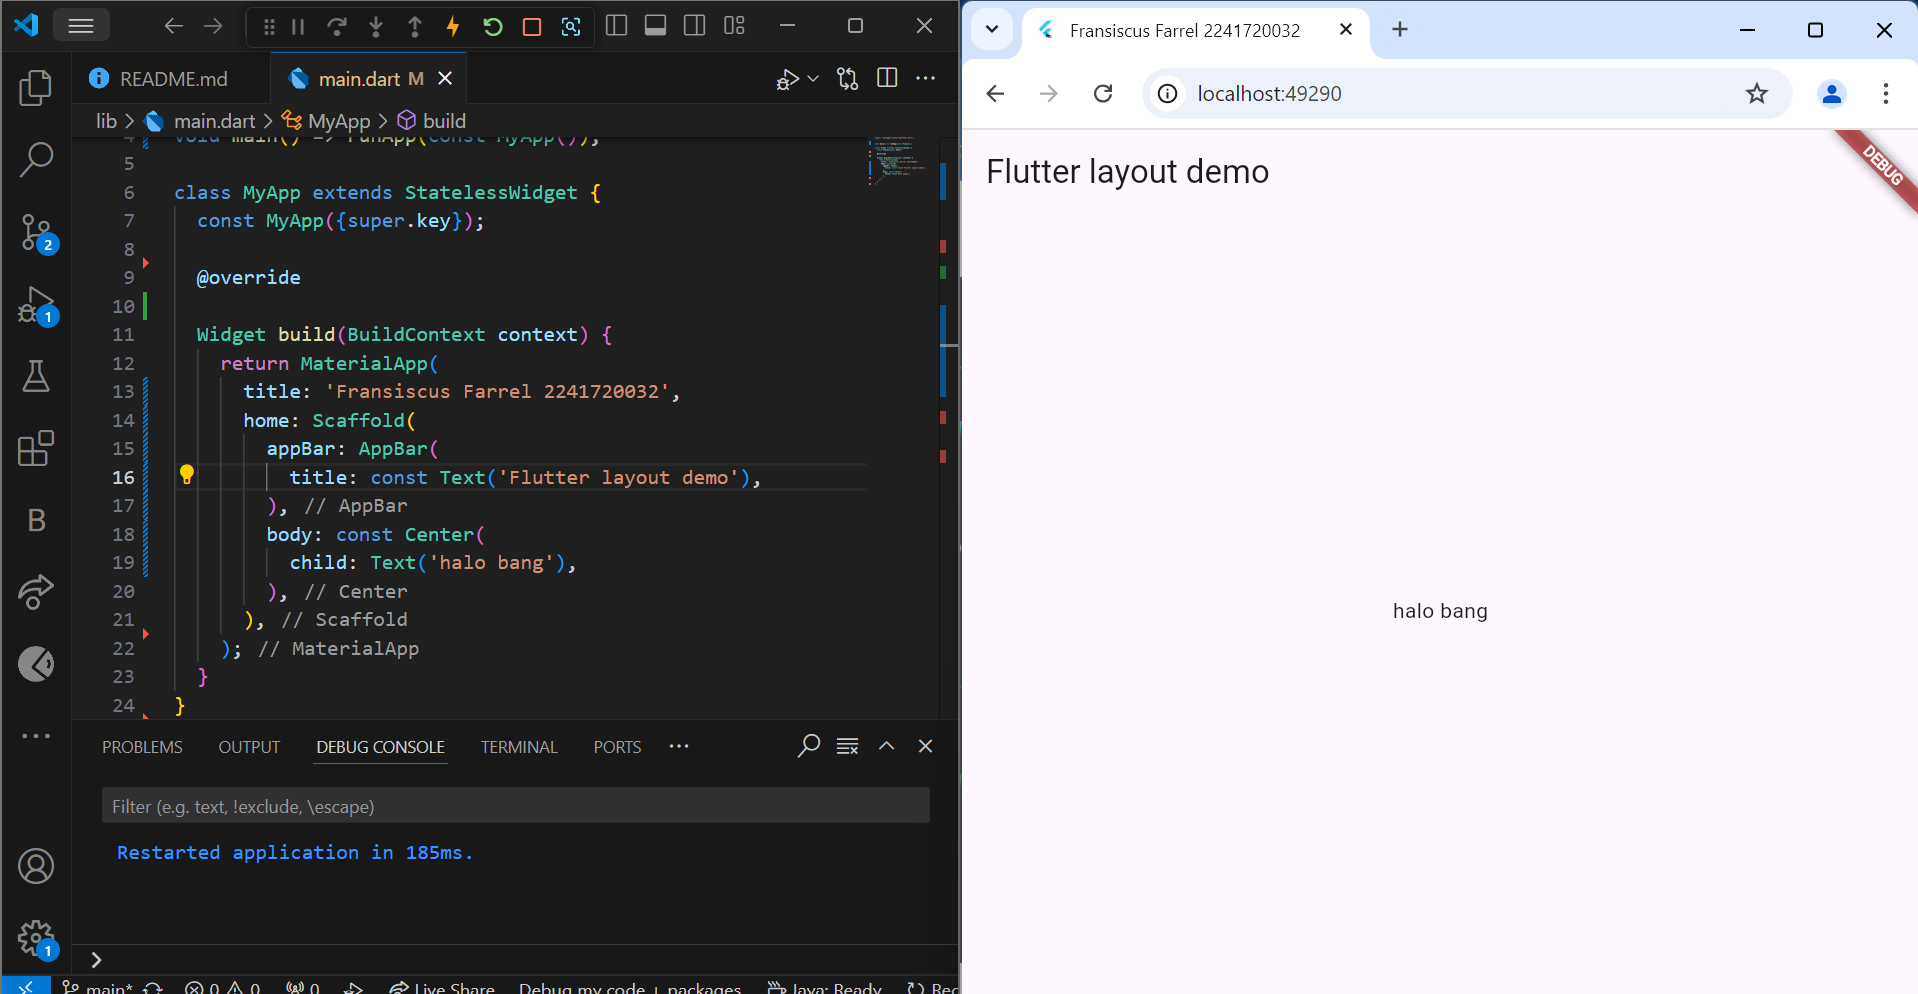 README.md
main.dart M
lib > main.dart > MyApp > build
4 void main() => runApp(const MyApp());
5
6 class MyApp extends StatelessWidget {
7 const MyApp({super.key});
8
9 @override
10
11 Widget build(BuildContext context) {
12 return MaterialApp(
13 title: 'Fransiscus Farrel 2241720032',
14 home: Scaffold(
15 appBar: AppBar(
16 title: const Text('Flutter layout demo'),
17 ), // AppBar
18 body: const Center(
19 child: Text('halo bang'),
20 ), // Center
21 ), // Scaffold
22 ); // MaterialApp
23 }
24 }
2
1
B
1
PROBLEMS OUTPUT DEBUG CONSOLE TERMINAL PORTS
Filter (e.g. text, !exclude, \escape)
Restarted application in 185ms.
main* 0 0 0 Live Share Debug my code + packages Java: Ready Rec
Fransiscus Farrel 2241720032
localhost:49290
Flutter layout demo
DEBUG
halo bang